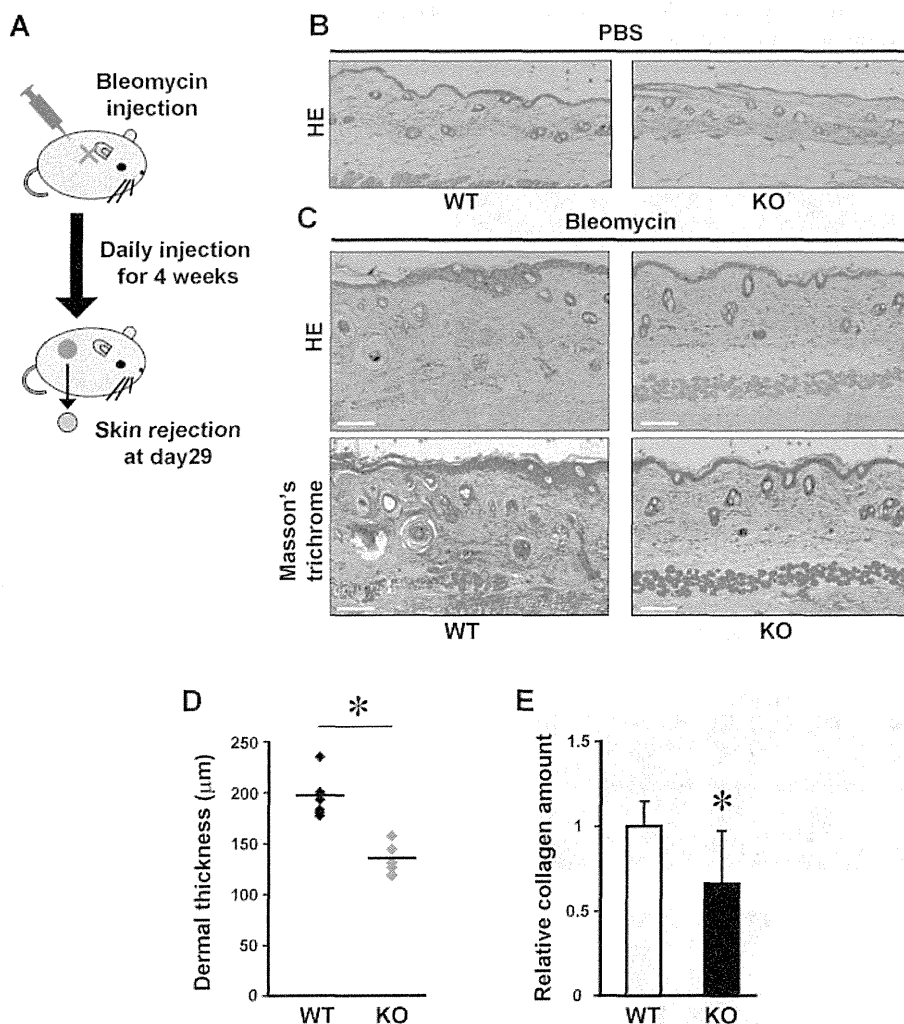 A
Bleomycin
injection
Daily injection
for 4 weeks
Skin rejection
at day29
B
PBS
HE
WT
KO
C
Bleomycin
HE
Masson's
trichrome
WT
KO
D
*
Dermal thickness (μm)
250
200
150
100
50
0
WT
KO
E
Relative collagen amount
1.5
1
0.5
0
*
WT
KO